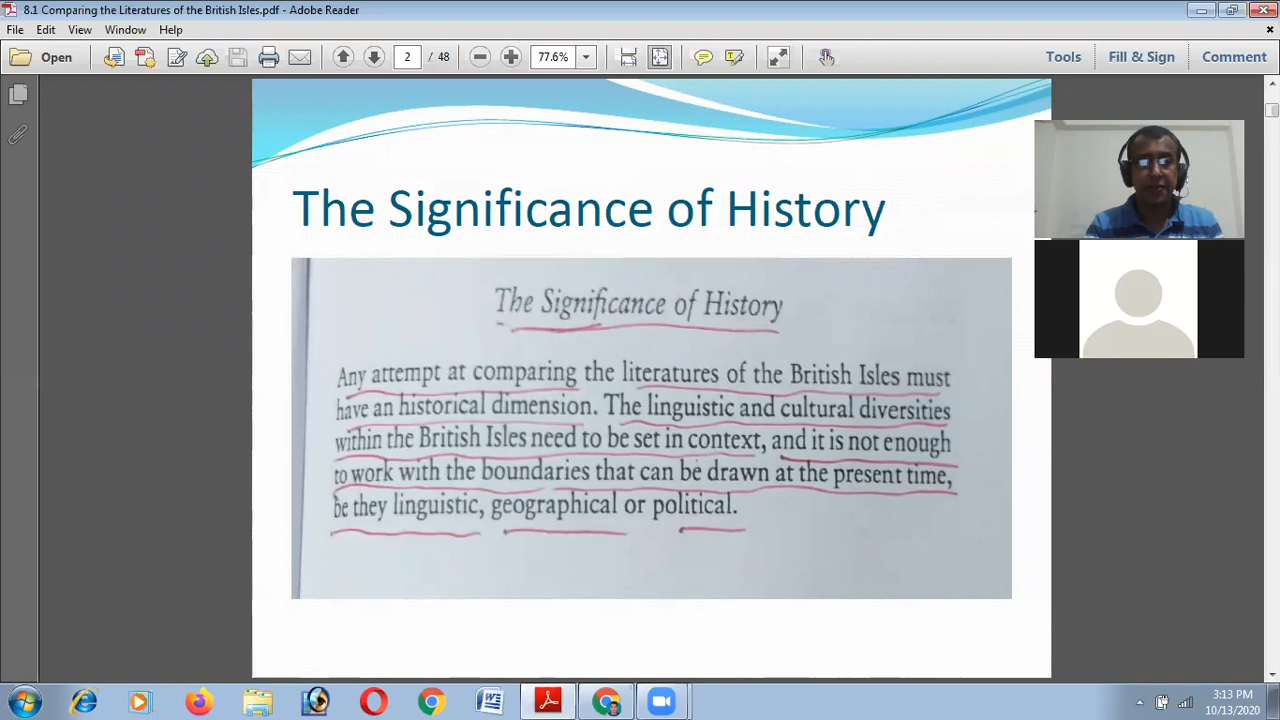 8.1 Comparing the Literatures of the British Isles.pdf - Adobe Reader
File Edit View Window Help
Open 2 / 48 77.6% Tools Fill & Sign Comment
The Significance of History
The Significance of History
Any attempt at comparing the literatures of the British Isles must
have an historical dimension. The linguistic and cultural diversities
within the British Isles need to be set in context, and it is not enough
to work with the boundaries that can be drawn at the present time,
be they linguistic, geographical or political.
3:13 PM
10/13/2020